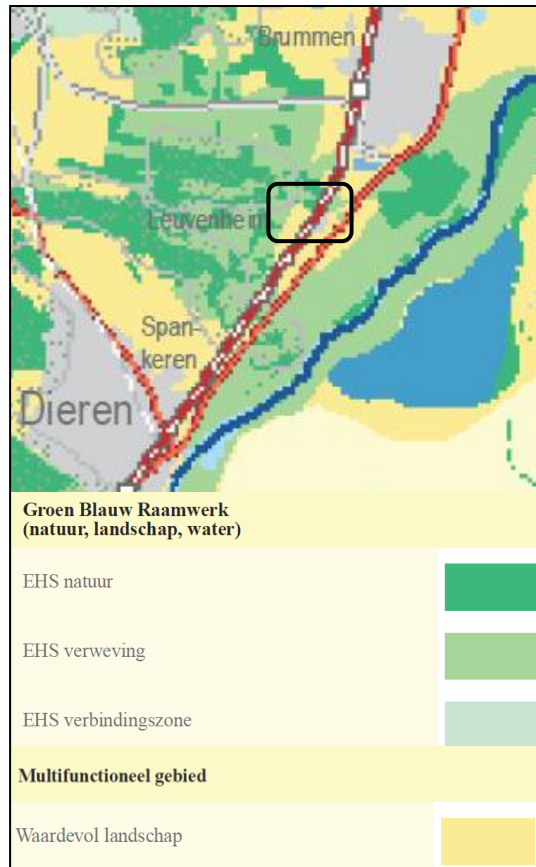 Brummen
Leuvenheim
Span-
keren
Dieren
Groen Blauw Raamwerk
(natuur, landschap, water)
EHS natuur
EHS verweving
EHS verbindingszone
Multifunctioneel gebied
Waardevol landschap